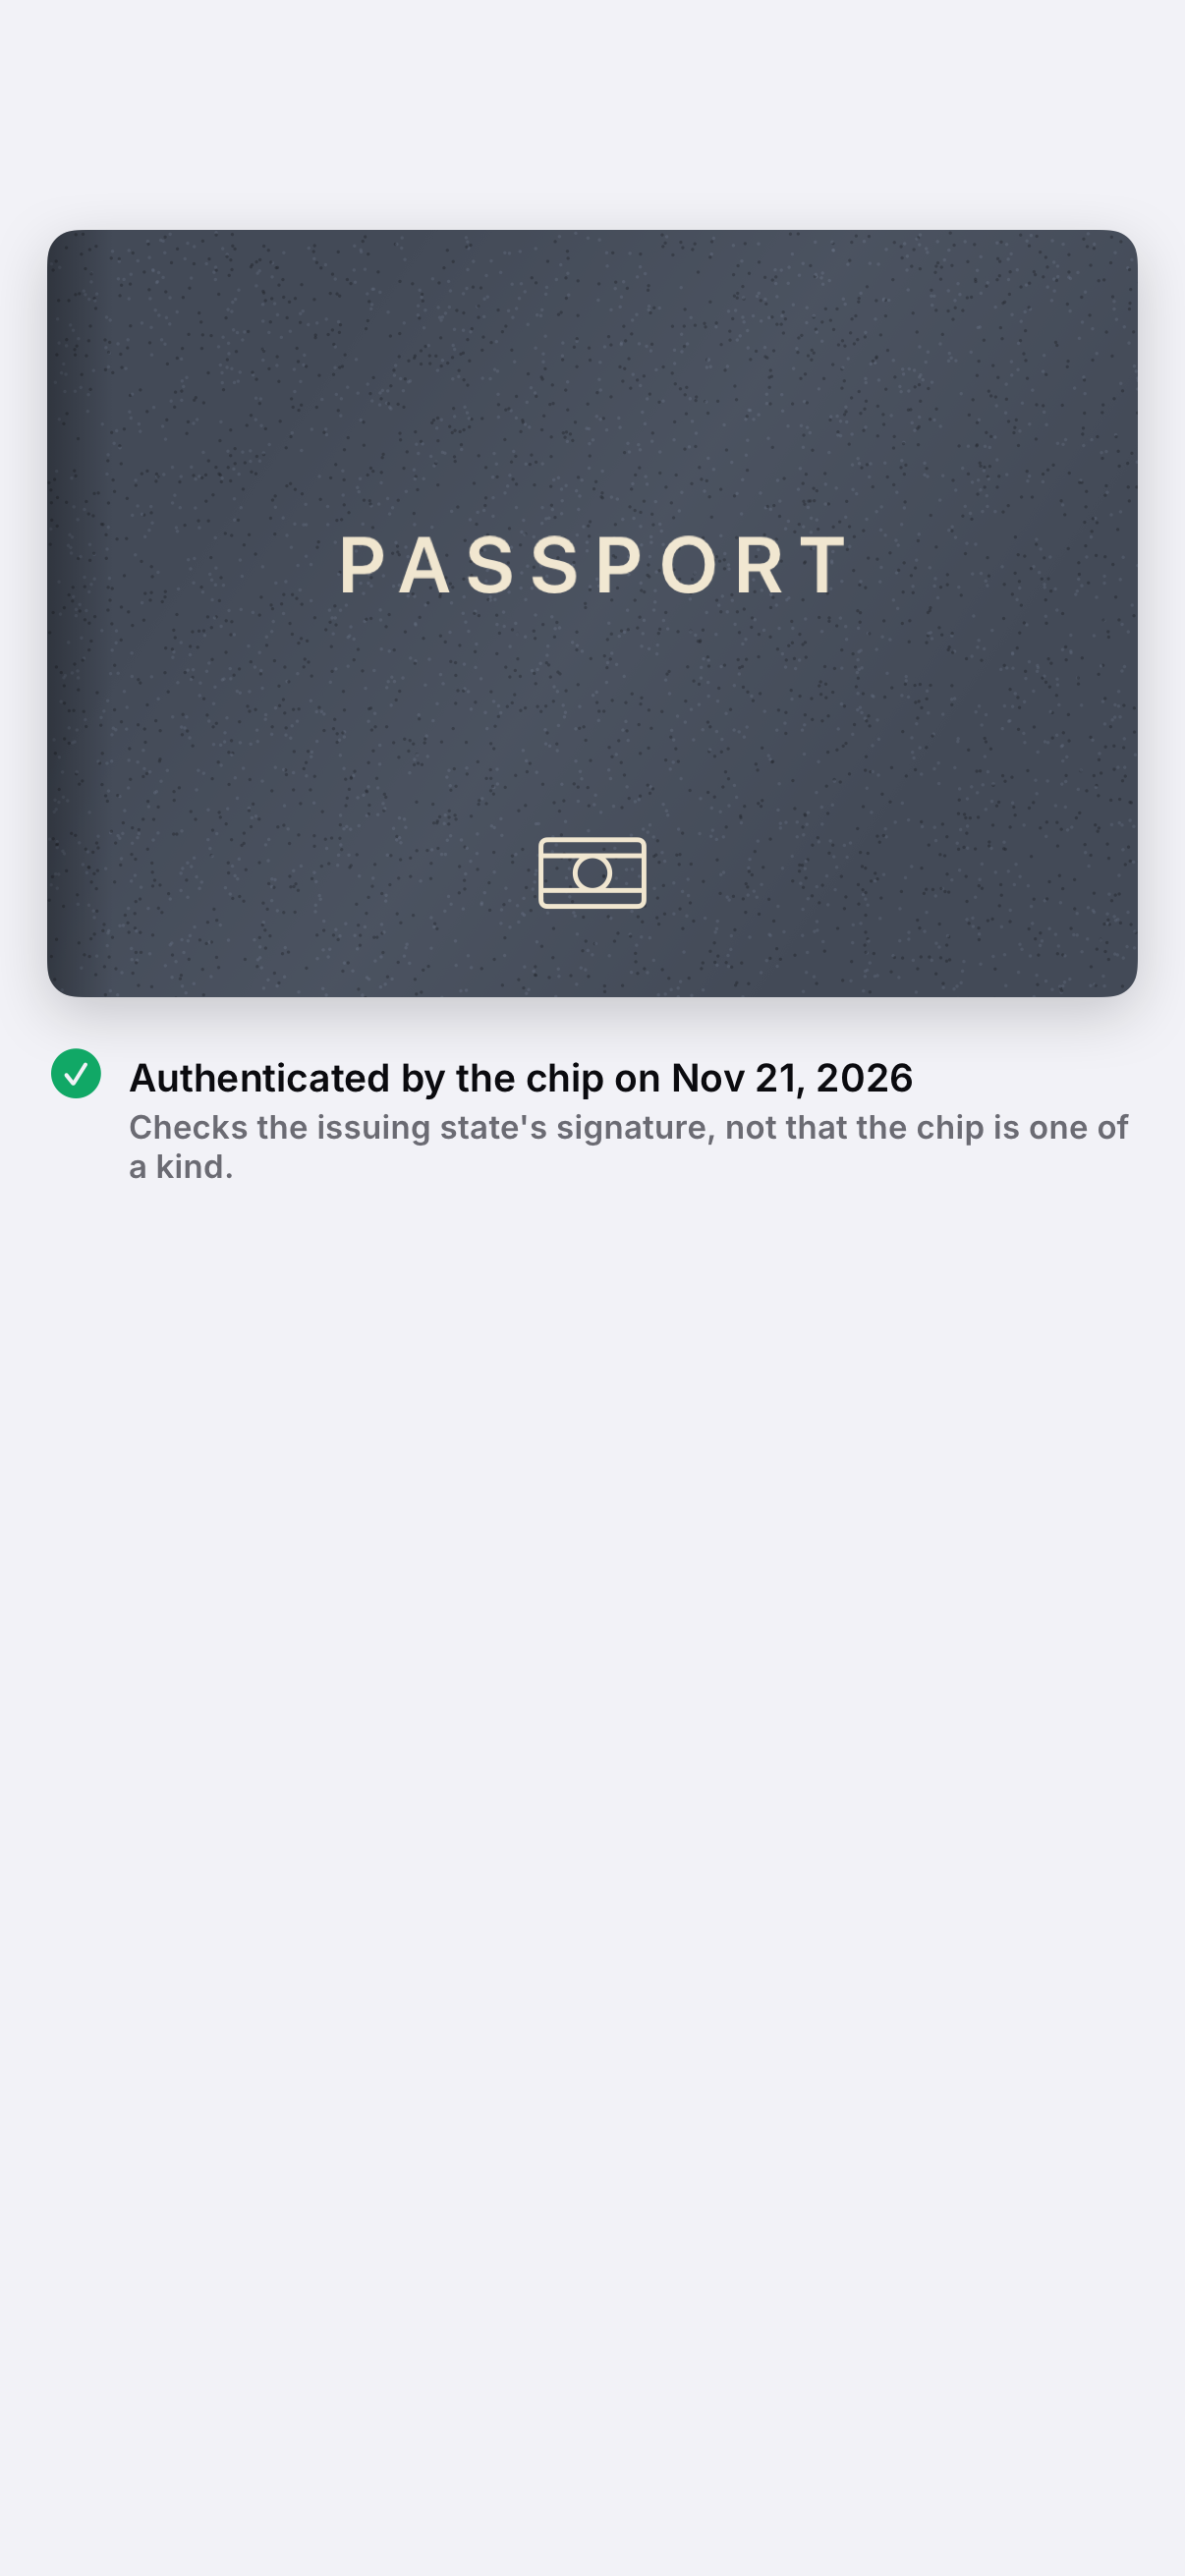 PASSPORT
Authenticated by the chip on Nov 21, 2026
Checks the issuing state's signature, not that the chip is one of
a kind.